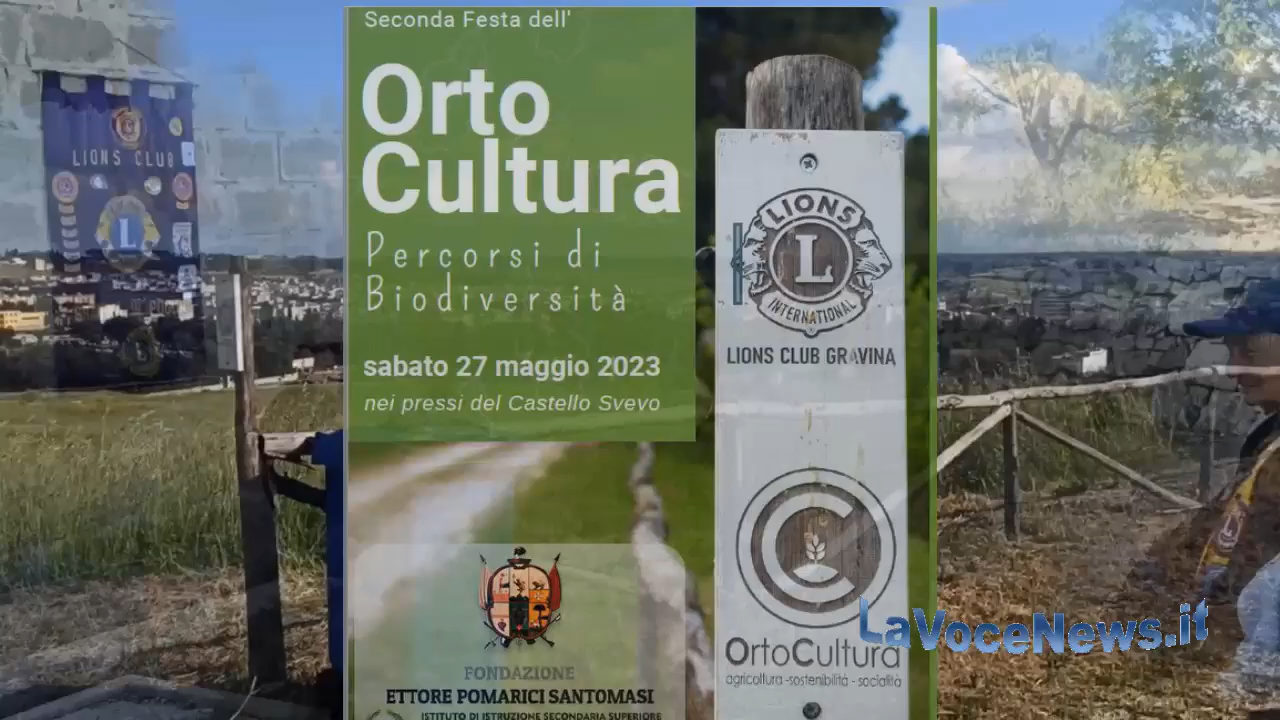 Seconda Festa dell'
Orto
Cultura
Percorsi di
Biodiversità
sabato 27 maggio 2023
nei pressi del Castello Svevo
FONDAZIONE
ETTORE POMARICI SANTOMASI
ISTITUTO DI ISTRUZIONE SECONDARIA SUPERIORE
LIONS CLUB
L
LIONS
L
INTERNATIONAL
LIONS CLUB GRAVINA
OrtoCultura
agricoltura -sostenibilità - socialità
LaVoceNews.it